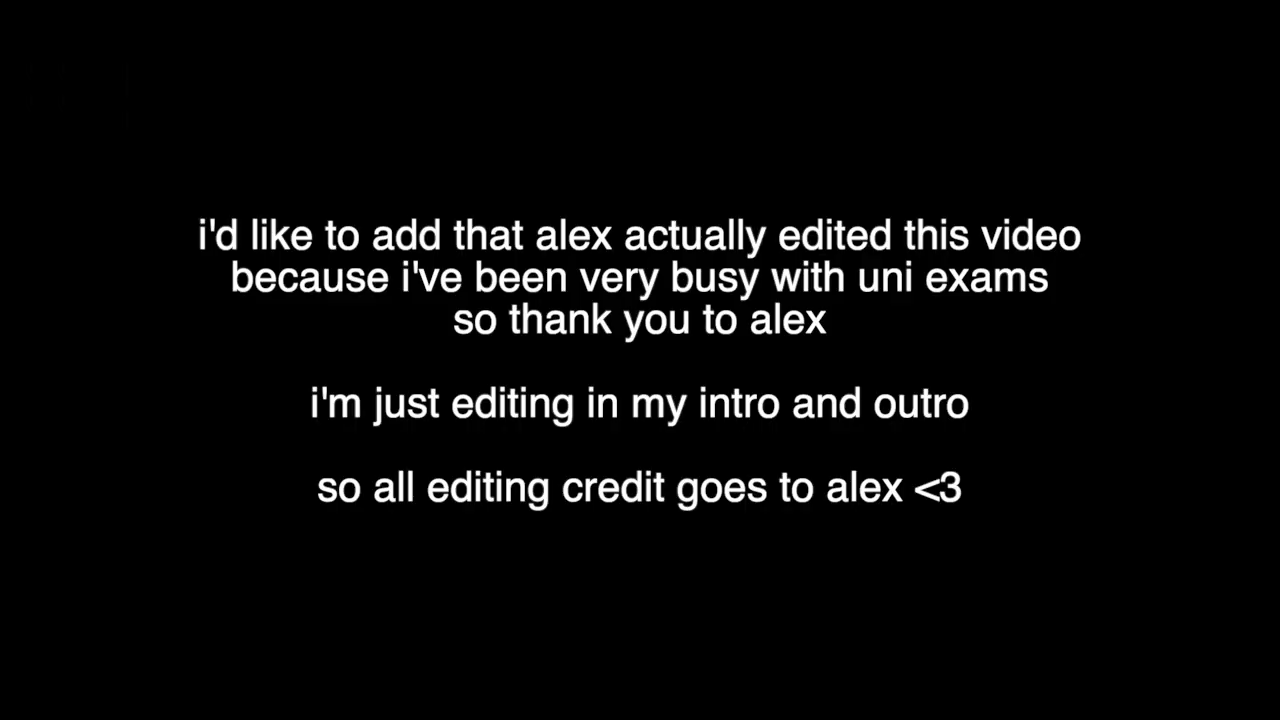 i'd like to add that alex actually edited this video
because i've been very busy with uni exams
so thank you to alex
i'm just editing in my intro and outro
so all editing credit goes to alex <3